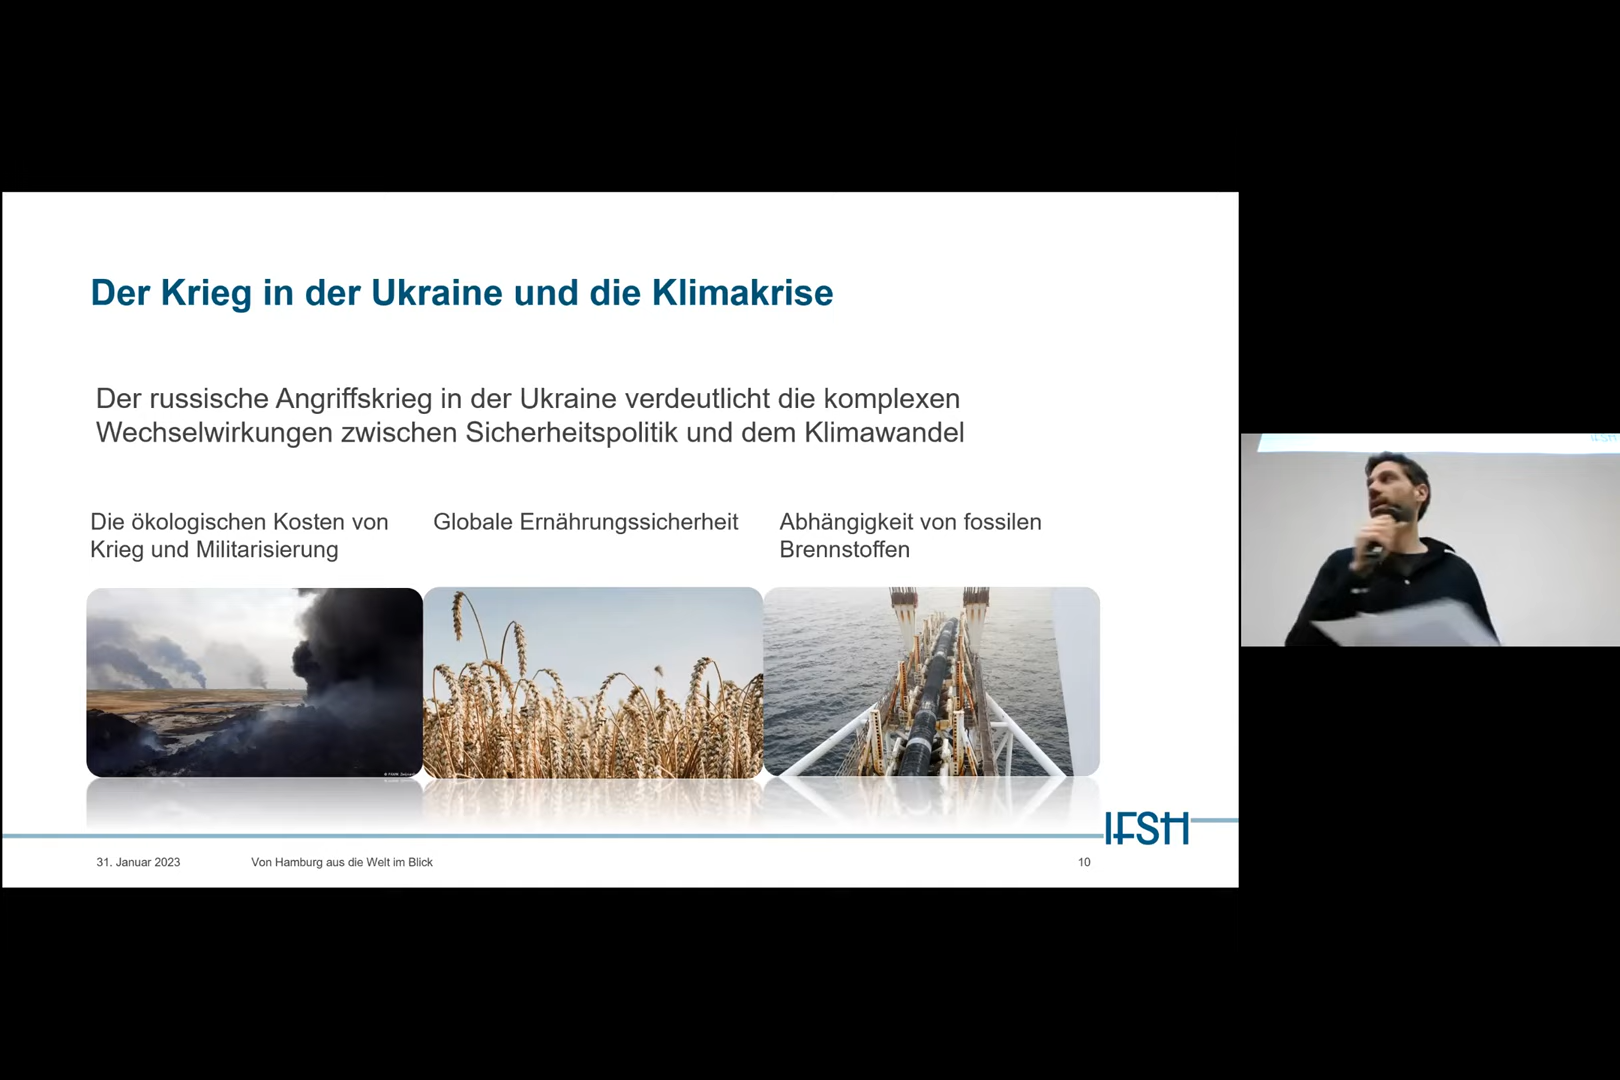 Der Krieg in der Ukraine und die Klimakrise
Der russische Angriffskrieg in der Ukraine verdeutlicht die komplexen
Wechselwirkungen zwischen Sicherheitspolitik und dem Klimawandel
Die ökologischen Kosten von
Krieg und Militarisierung
Globale Ernährungssicherheit
Abhängigkeit von fossilen
Brennstoffen
IFSH
31. Januar 2023
Von Hamburg aus die Welt im Blick
10